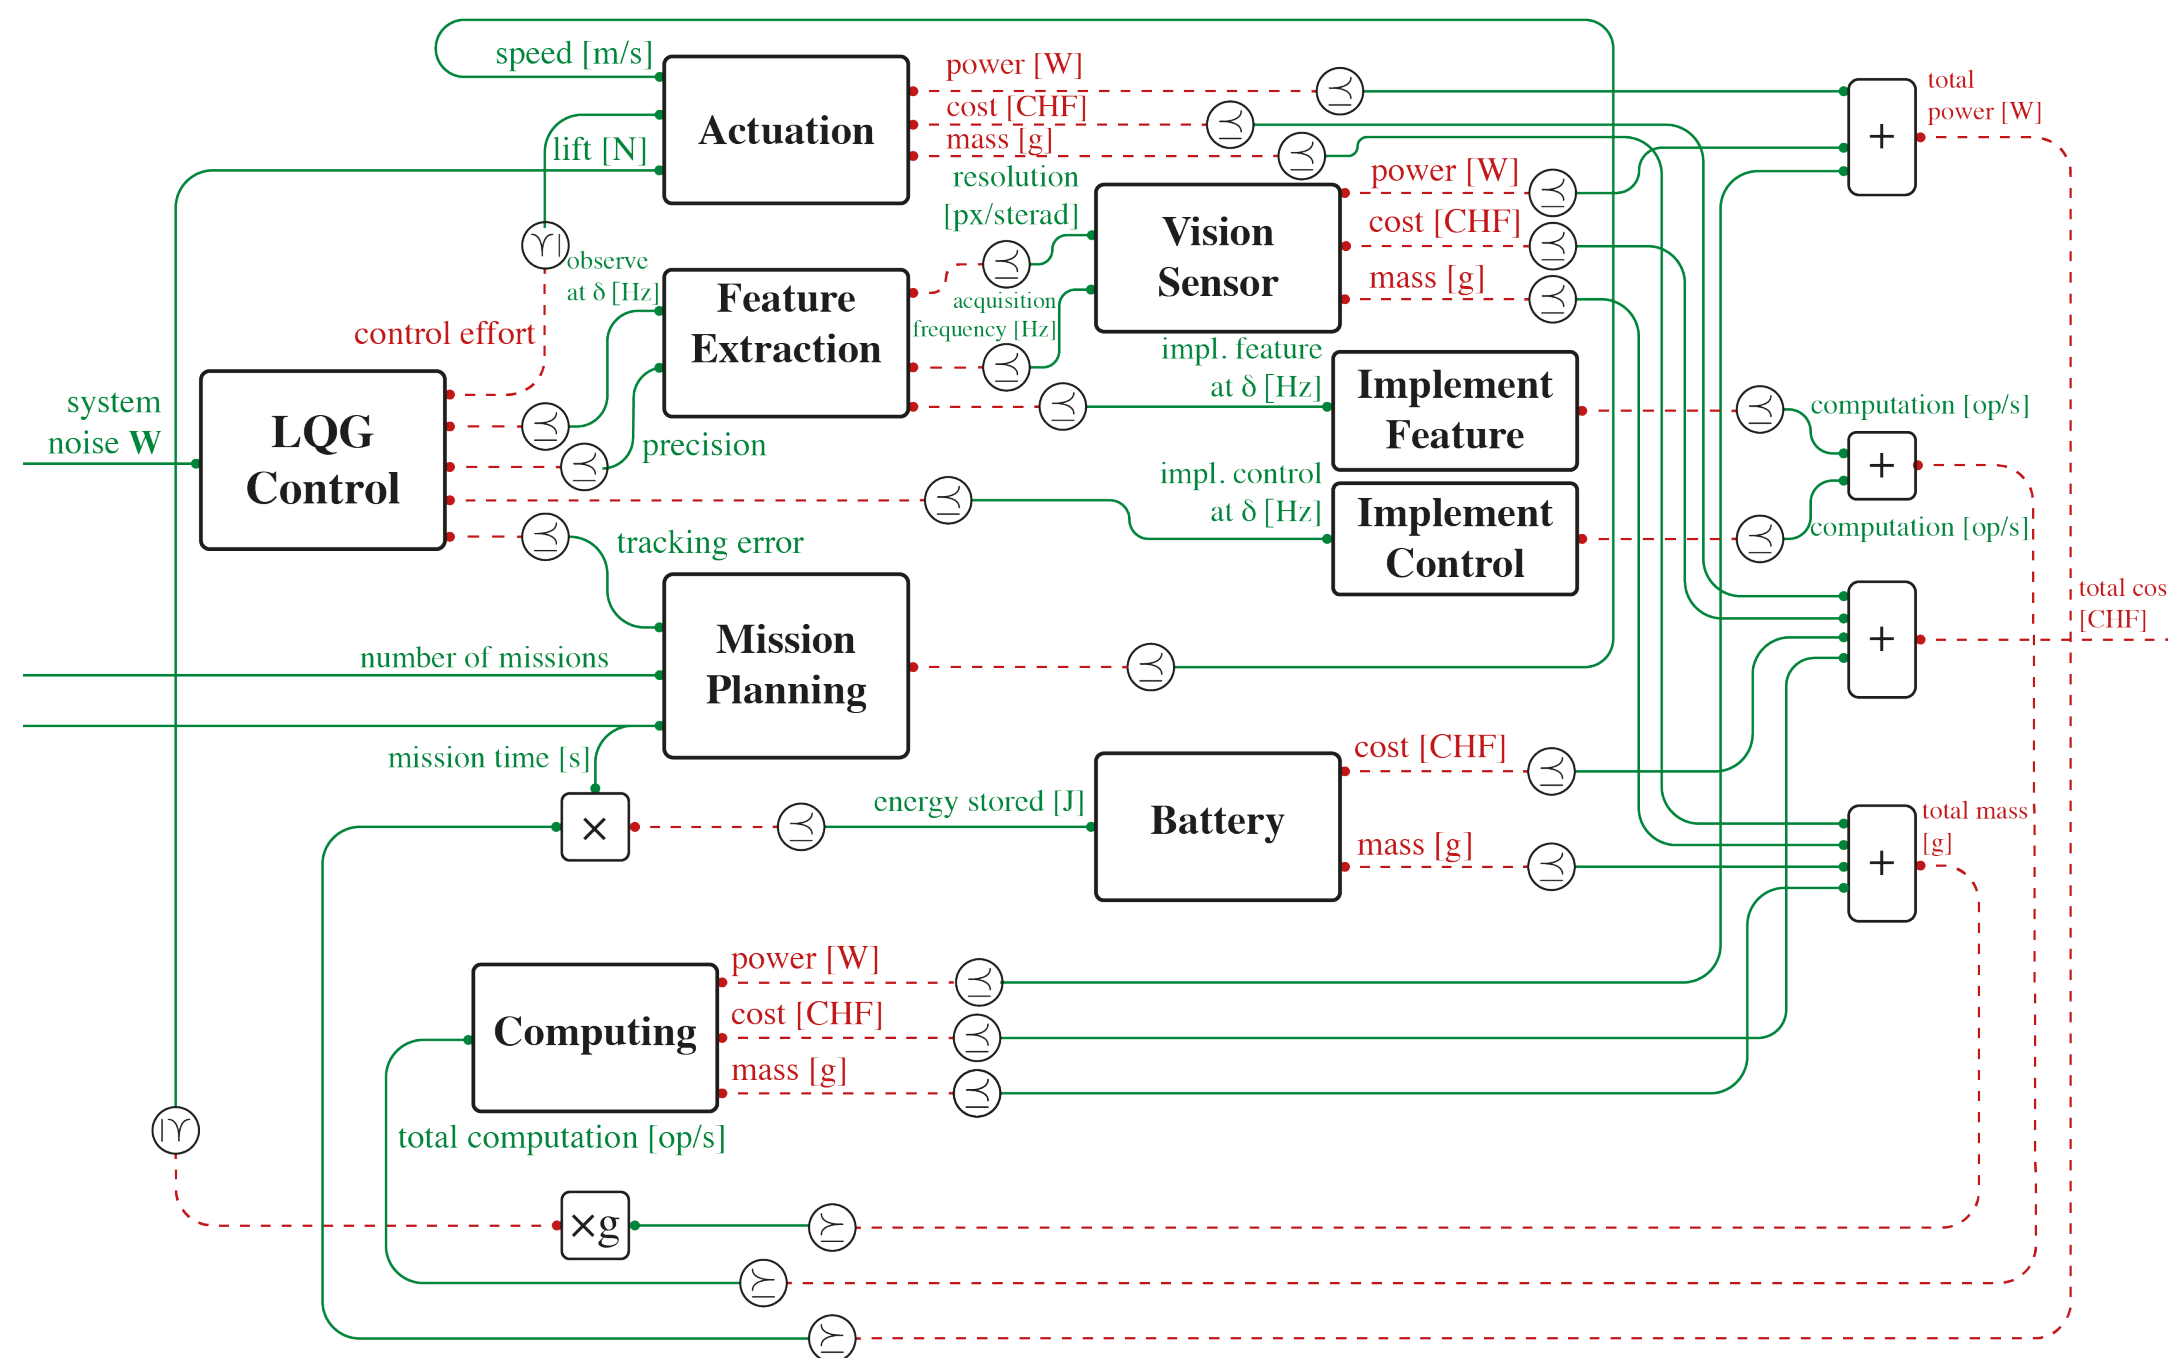 speed [m/s]
power [W]
cost [CHF]
mass [g]
Actuation
lift [N]
total
power [W]
+
resolution
[px/sterad]
Vision
Sensor
power [W]
cost [CHF]
mass [g]
observe
at δ [Hz]
Feature
Extraction
acquisition
frequency [Hz]
control effort
impl. feature
at δ [Hz]
Implement
Feature
computation [op/s]
+
system
noise W
LQG
Control
precision
impl. control
at δ [Hz]
Implement
Control
computation [op/s]
tracking error
total cos
[CHF]
+
number of missions
Mission
Planning
mission time [s]
×
energy stored [J]
Battery
cost [CHF]
mass [g]
total mass
[g]
+
Computing
power [W]
cost [CHF]
mass [g]
total computation [op/s]
×g